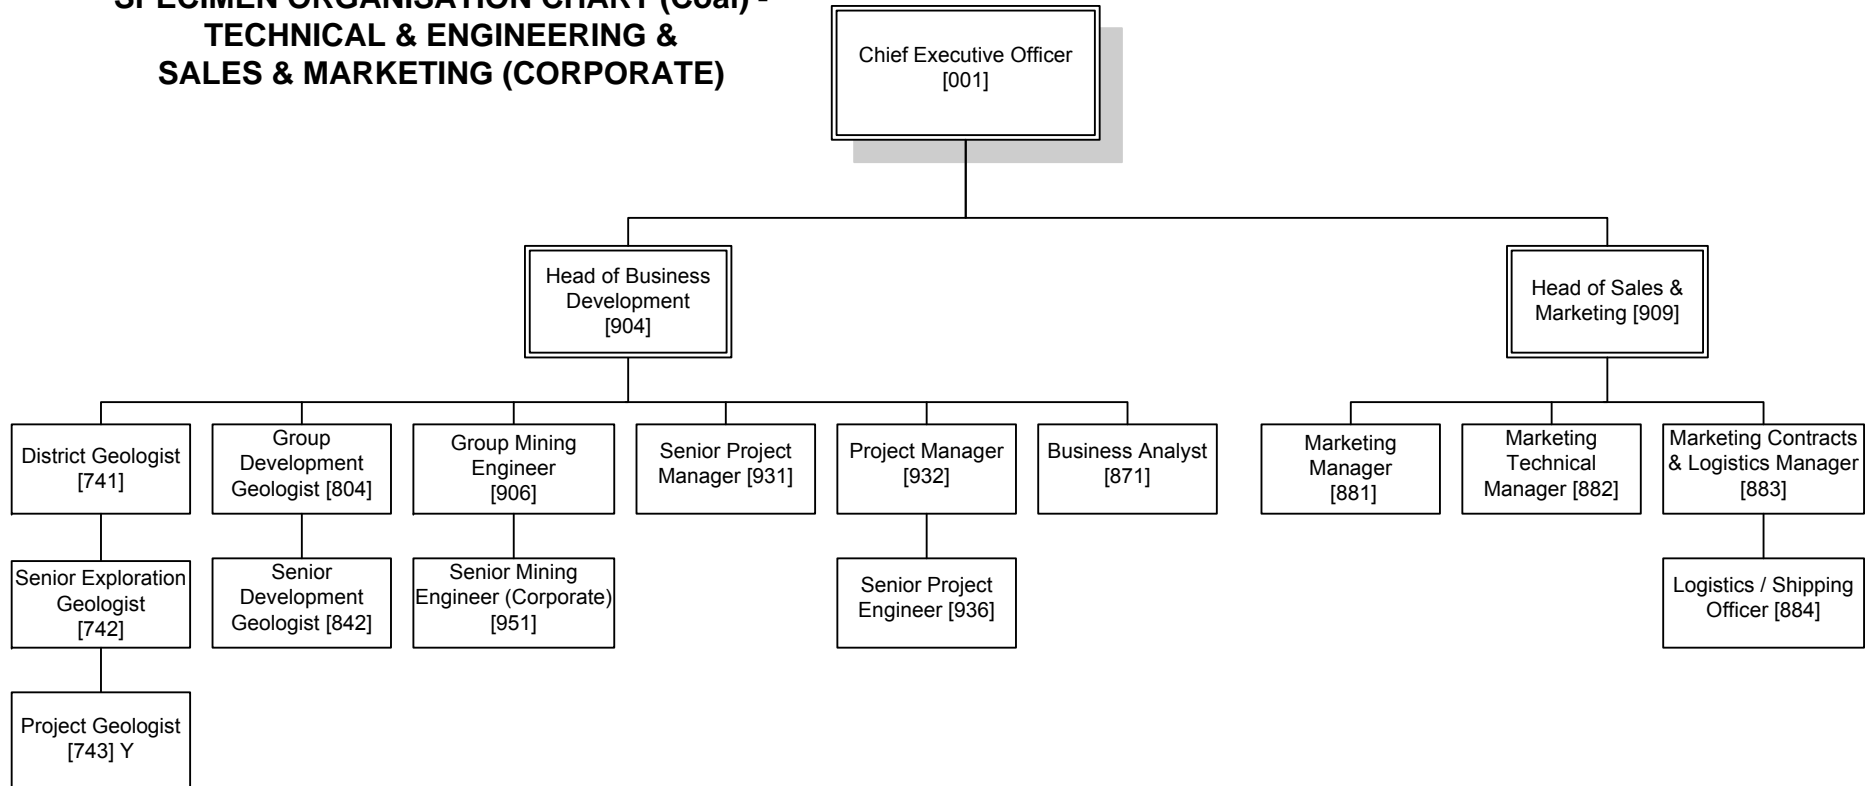 SPECIMEN ORGANISATION CHART (Coal) -
TECHNICAL & ENGINEERING &
SALES & MARKETING (CORPORATE)
Chief Executive Officer
[001]
Head of Business
Development
[904]
Head of Sales &
Marketing [909]
District Geologist
[741]
Group
Development
Geologist [804]
Group Mining
Engineer
[906]
Senior Project
Manager [931]
Project Manager
[932]
Business Analyst
[871]
Marketing
Manager
[881]
Marketing
Technical
Manager [882]
Marketing Contracts
& Logistics Manager
[883]
Senior Exploration
Geologist
[742]
Senior
Development
Geologist [842]
Senior Mining
Engineer (Corporate)
[951]
Senior Project
Engineer [936]
Logistics / Shipping
Officer [884]
Project Geologist
[743] Y